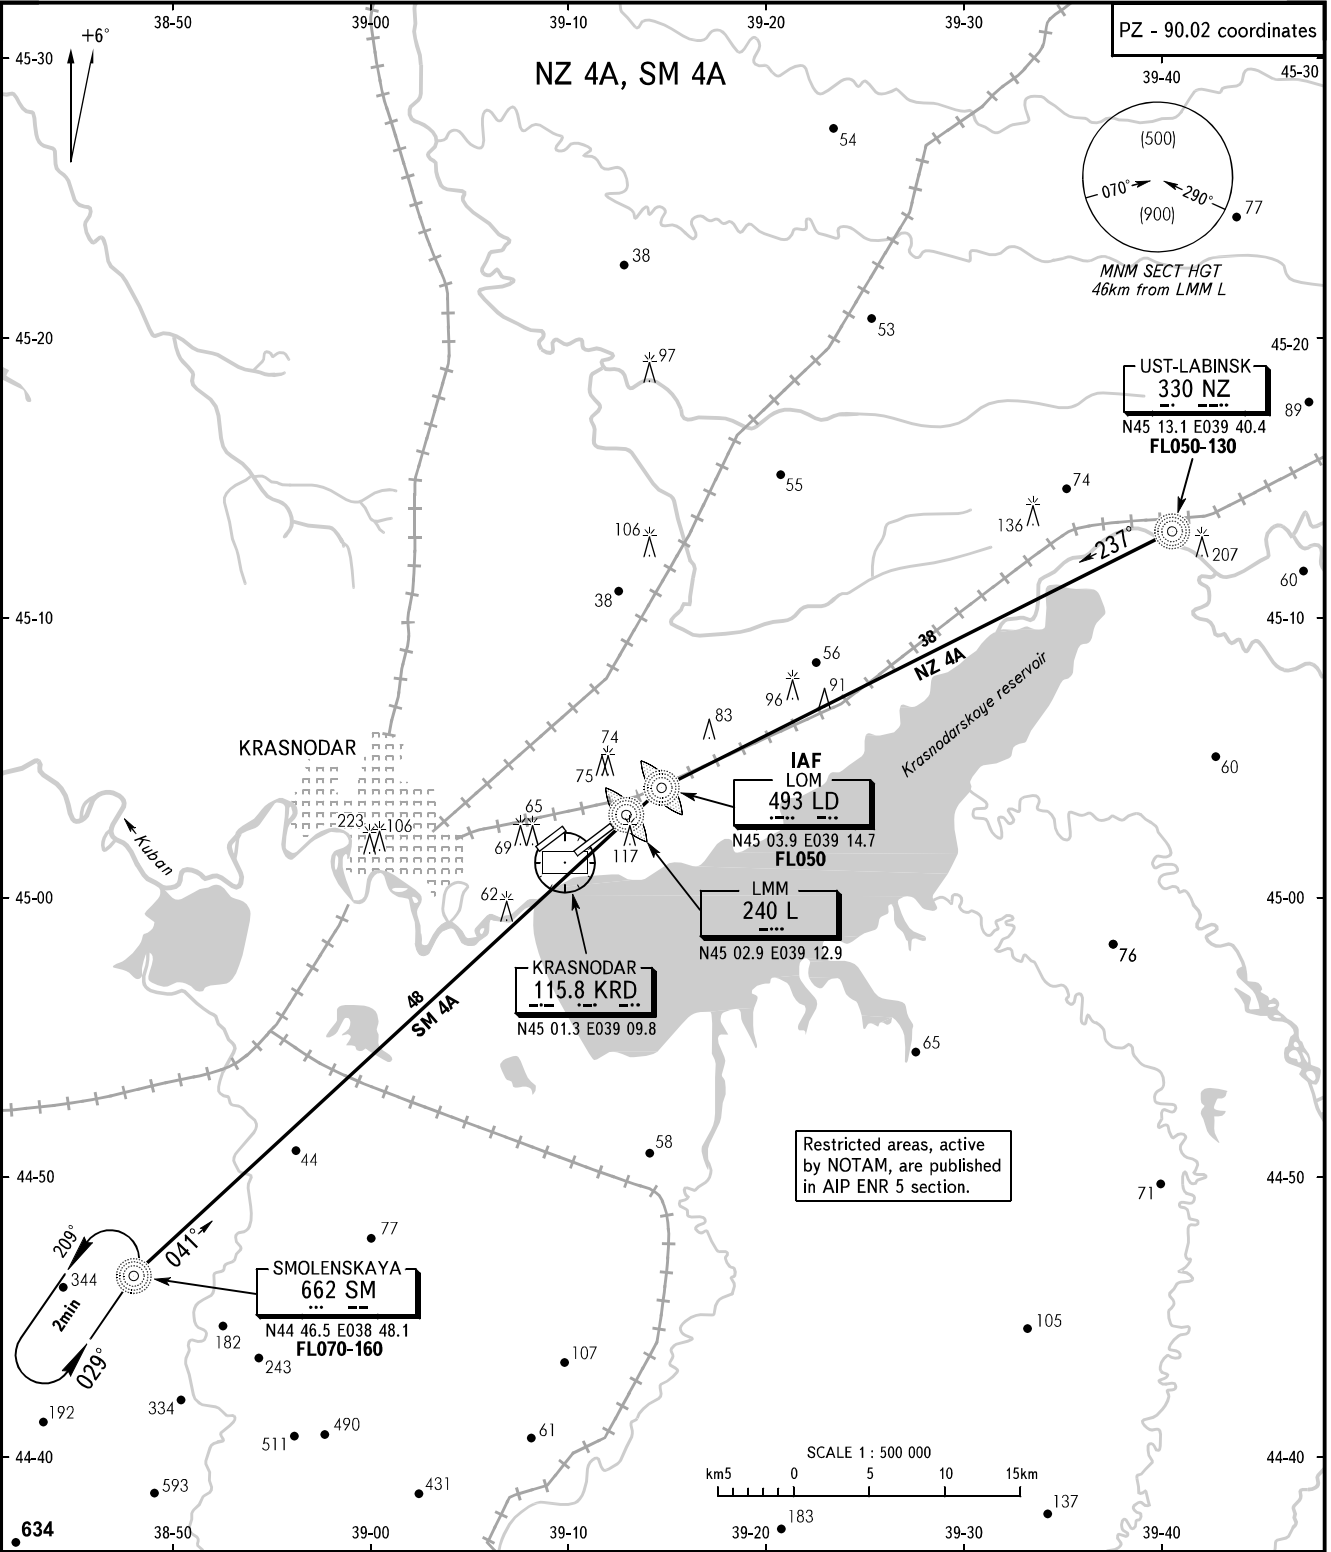 38-50
39-00
39-10
39-20
39-30
PZ - 90.02 coordinates
+6°
45-30
NZ 4A, SM 4A
39-40
45-30
54
(500)
070°
290°
(900)
77
MNM SECT HGT
46km from LMM L
38
53
45-20
45-20
97
UST-LABINSK
330 NZ
N45 13.1 E039 40.4
FL050-130
89
55
74
136
106
237°
207
60
38
45-10
45-10
56
38
NZ 4A
96
91
83
Krasnodarskoye reservoir
KRASNODAR
74
75
IAF
LOM
493 LD
N45 03.9 E039 14.7
FL050
60
223
106
65
69
117
Kuban
62
45-00
45-00
LMM
240 L
N45 02.9 E039 12.9
76
KRASNODAR
115.8 KRD
N45 01.3 E039 09.8
48
SM 4A
65
44
58
Restricted areas, active
by NOTAM, are published
in AIP ENR 5 section.
44-50
44-50
71
209°
041°
77
344
2min
029°
SMOLENSKAYA
662 SM
N44 46.5 E038 48.1
FL070-160
182
243
107
105
334
192
511
490
61
44-40
44-40
SCALE 1 : 500 000
km5
0
5
10
15km
593
431
137
183
634
38-50
39-00
39-10
39-20
39-30
39-40